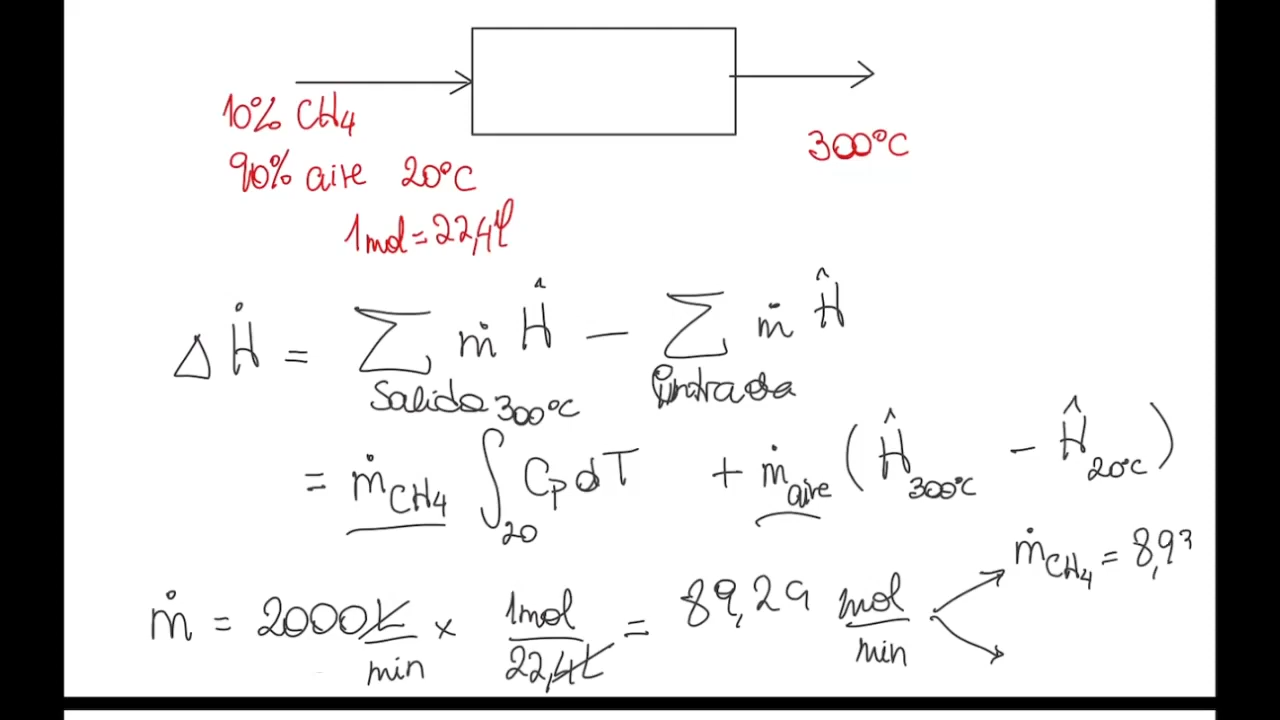 10% CH4
300°C
90% aire 20°C
1mol = 22,4ℓ
ΔḢ = Σ ṁ Ĥ − Σ ṁ Ĥ
Salida 300°C Entrada
= ṁCH4 ∫20 Cp dT + ṁaire (Ĥ300°C − Ĥ20°C)
ṁCH4 = 8,93
ṁ = 2000 L/min × 1mol/22,4L = 89,29 mol/min